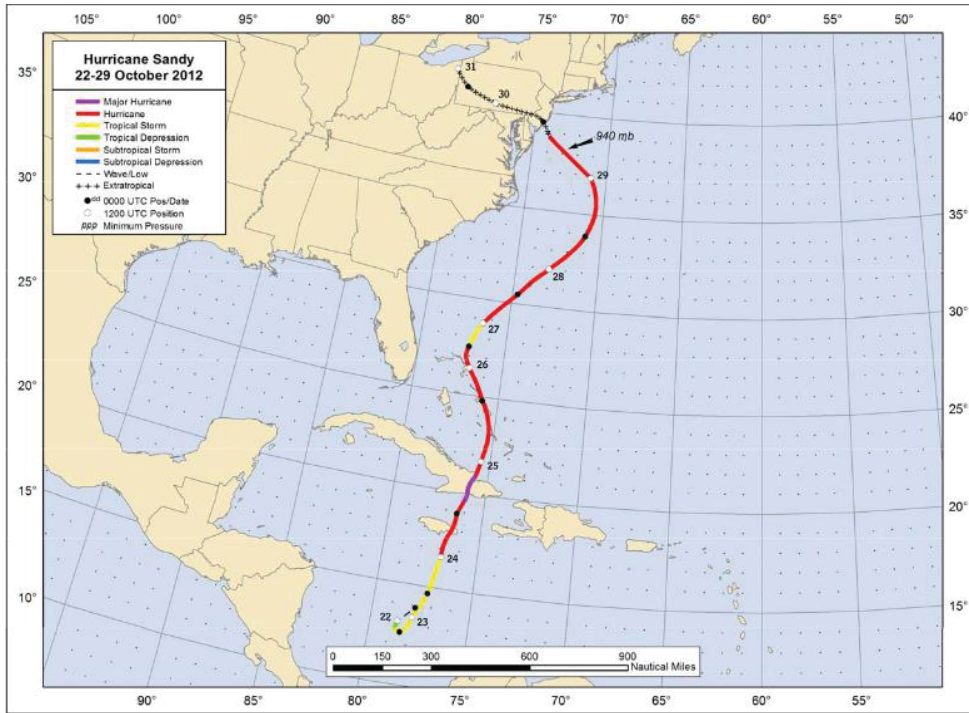 105° 100° 95° 90° 85° 80° 75° 70° 65° 60° 55° 50°
Hurricane Sandy
22-29 October 2012
Major Hurricane
Hurricane
Tropical Storm
Tropical Depression
Subtropical Storm
Subtropical Depression
Wave/Low
Extratropical
dd 0000 UTC Pos/Date
1200 UTC Position
PPP Minimum Pressure
35°
30°
25°
20°
15°
10°
31
30
940 mb
29
28
27
26
25
24
23
22
40°
35°
30°
25°
20°
15°
0 150 300 600 900
Nautical Miles
90° 85° 80° 75° 70° 65° 60° 55°